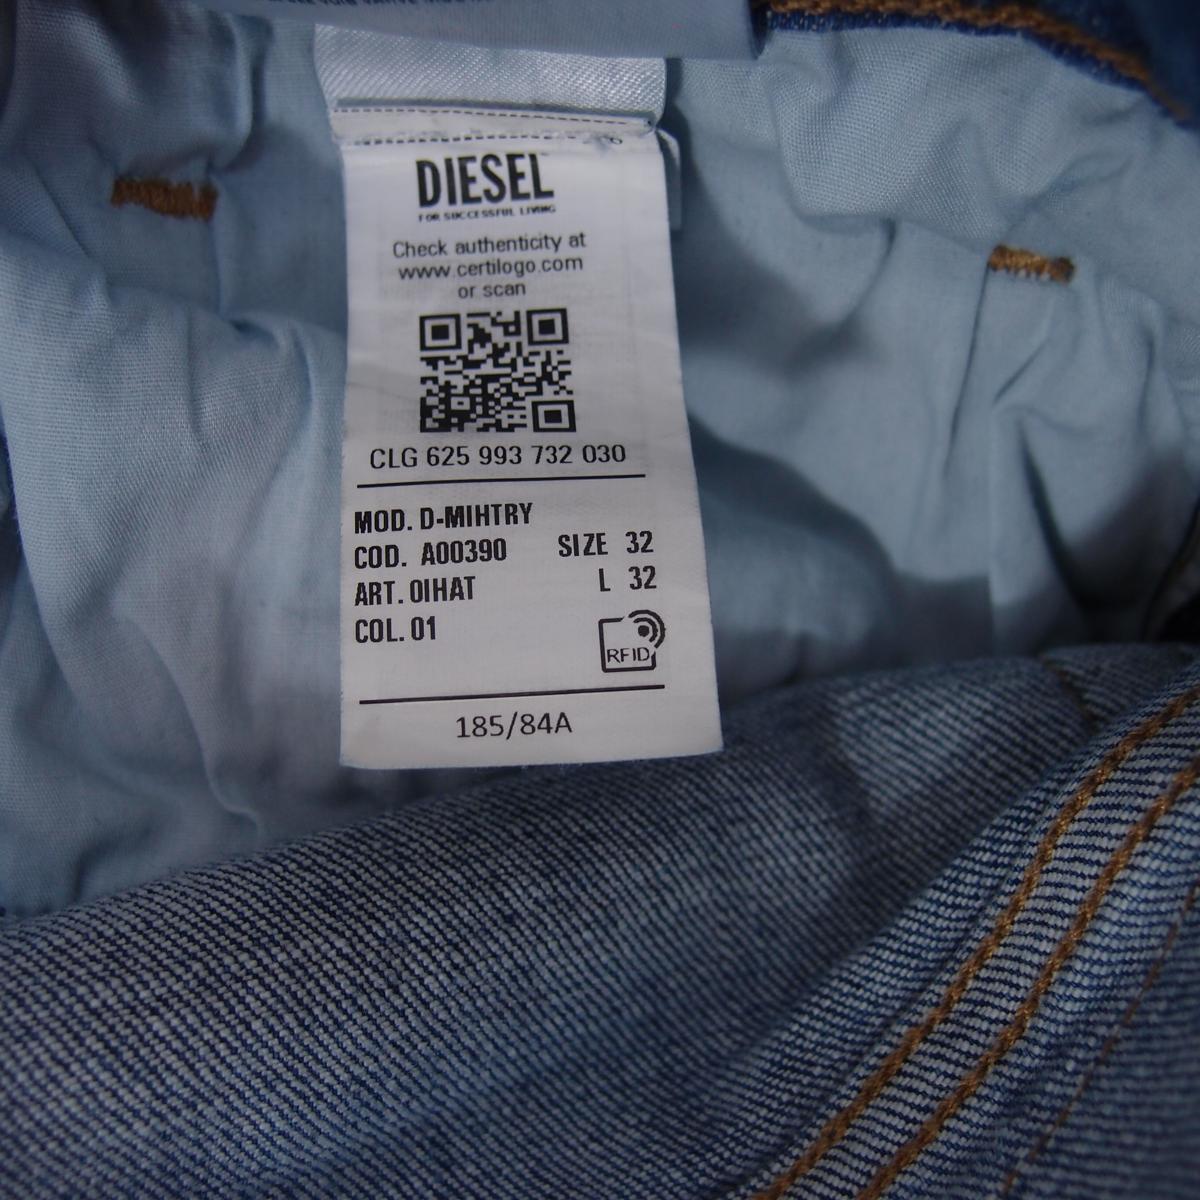 DIESEL
FOR SUCCESSFUL LIVING
Check authenticity at
www.certilogo.com
or scan
CLG 625 993 732 030
MOD. D-MIHTRY
COD. A00390 SIZE 32
ART. 0IHAT L 32
COL. 01
RFID
185/84A